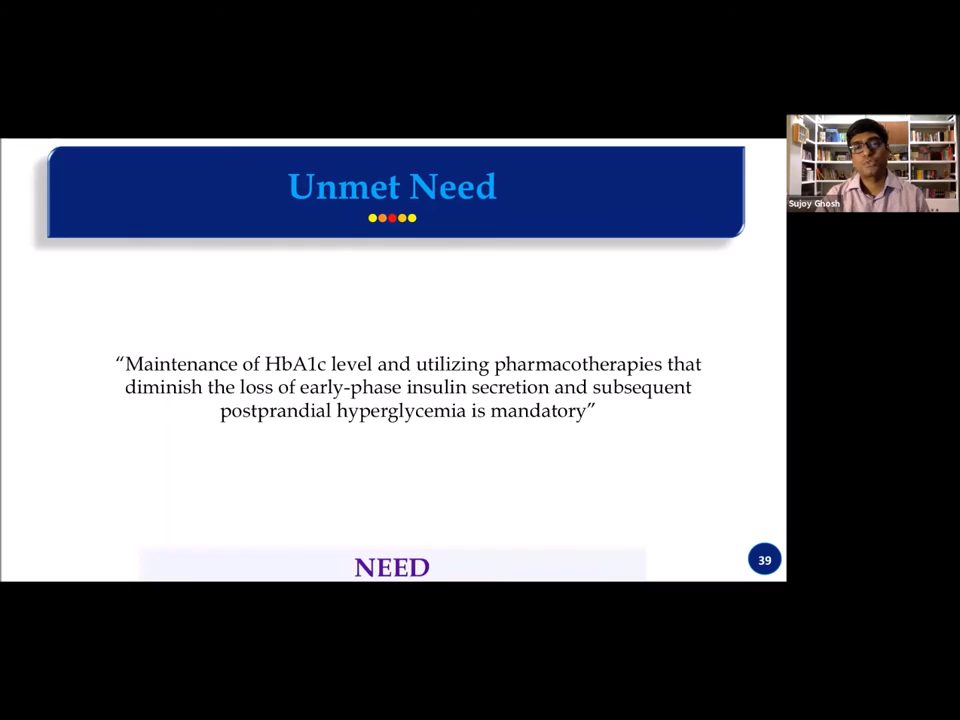 Unmet Need
Sujoy Ghosh
“Maintenance of HbA1c level and utilizing pharmacotherapies that
diminish the loss of early-phase insulin secretion and subsequent
postprandial hyperglycemia is mandatory”
NEED
39